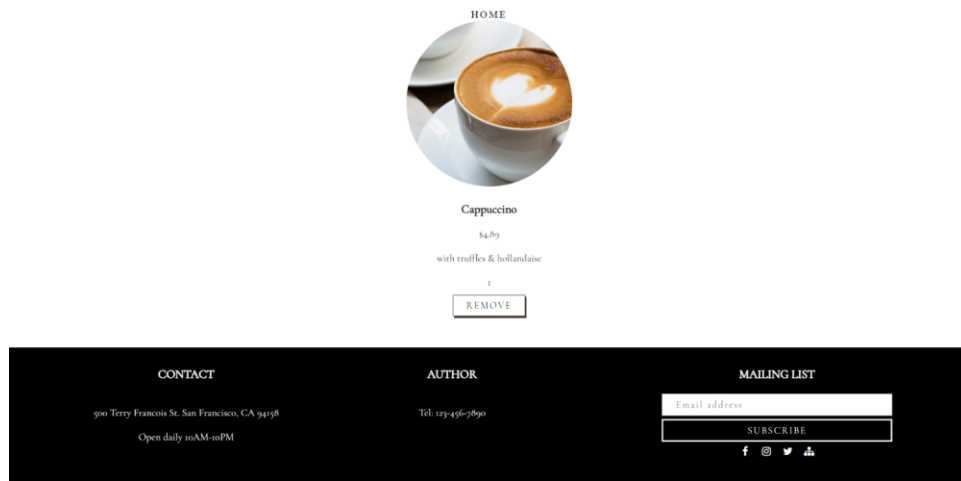 HOME
Cappuccino
$4.89
with truffles & hollandaise
1
REMOVE
CONTACT
500 Terry Francois St. San Francisco, CA 94158
Open daily 10AM-10PM
AUTHOR
Tel: 123-456-7890
MAILING LIST
Email address
SUBSCRIBE